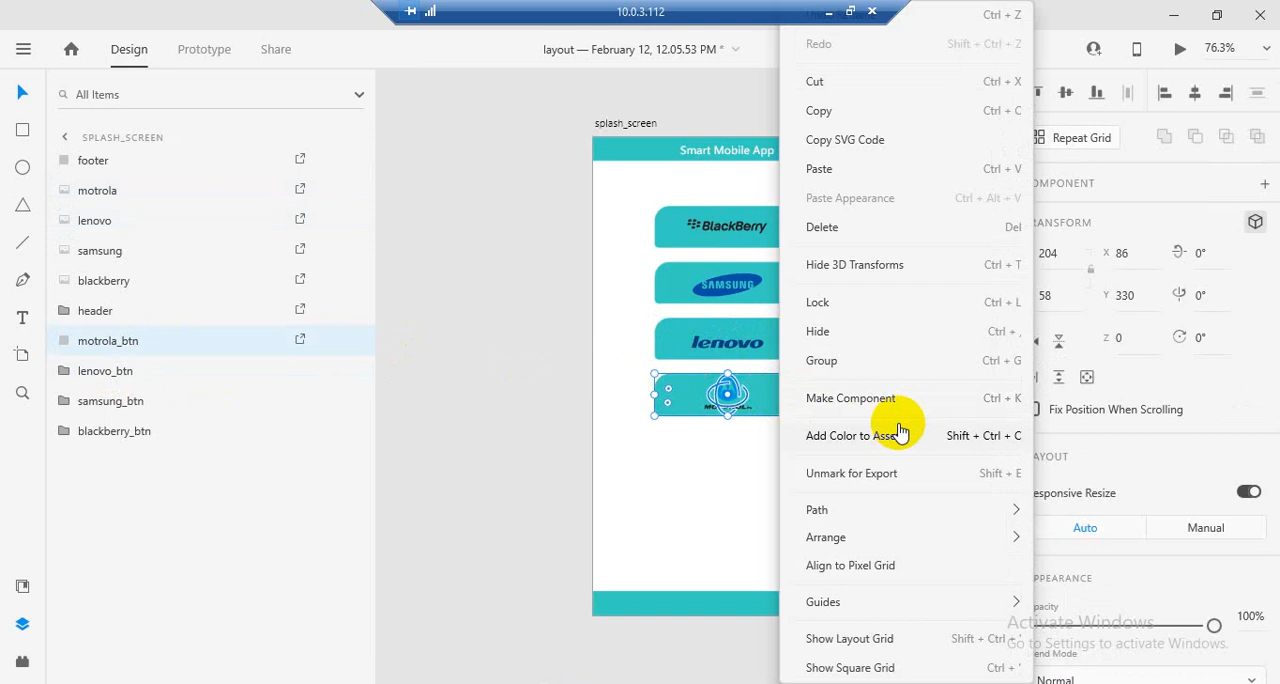 10.0.3.112
Design
Prototype
Share
layout — February 12, 12.05.53 PM *
76.3%
All Items
SPLASH_SCREEN
footer
motrola
lenovo
samsung
blackberry
header
motrola_btn
lenovo_btn
samsung_btn
blackberry_btn
splash_screen
Smart Mobile App
BlackBerry
SAMSUNG
lenovo
Ctrl + Z
Redo Shift + Ctrl + Z
Cut Ctrl + X
Copy Ctrl + C
Copy SVG Code
Paste Ctrl + V
Paste Appearance Ctrl + Alt + V
Delete Del
Hide 3D Transforms Ctrl + T
Lock Ctrl + L
Hide Ctrl + ,
Group Ctrl + G
Make Component Ctrl + K
Add Color to Asse Shift + Ctrl + C
Unmark for Export Shift + E
Path
Arrange
Align to Pixel Grid
Guides
Show Layout Grid Shift + Ctrl + '
Show Square Grid Ctrl + '
Repeat Grid
OMPONENT
RANSFORM
204 X 86 0°
58 Y 330 0°
Z 0 0°
Fix Position When Scrolling
AYOUT
esponsive Resize
Auto
Manual
PPEARANCE
pacity
100%
Activate Windows
Go to Settings to activate Windows.
end Mode
Normal